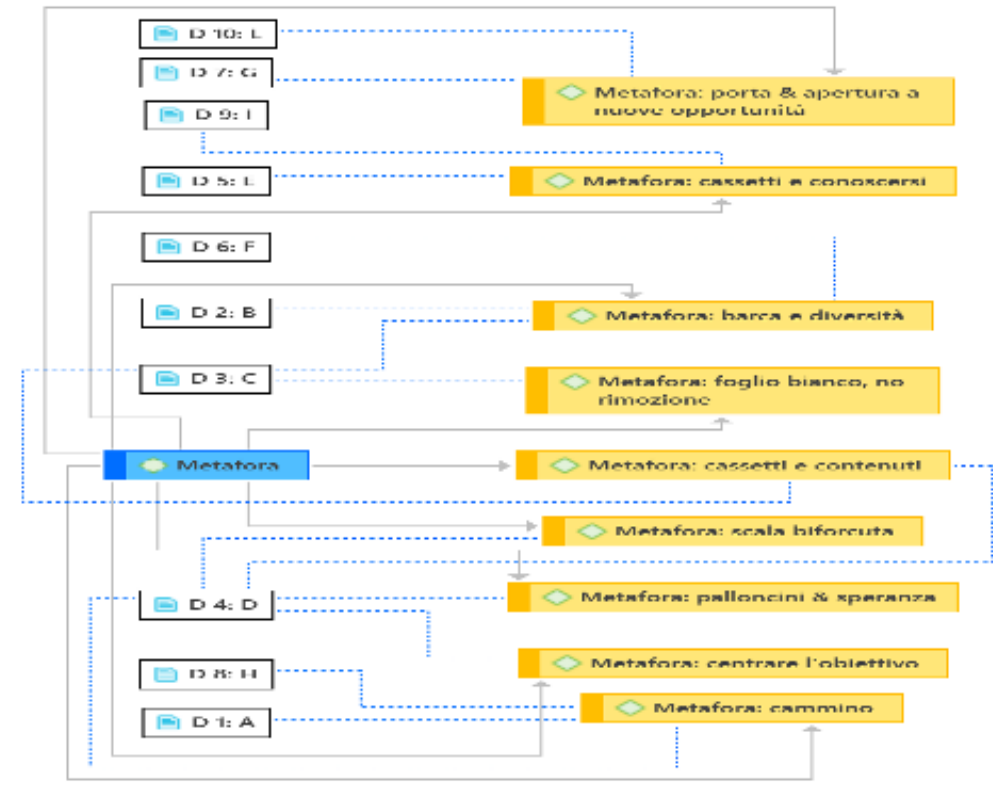 D 10: L
D 7: G
Metafora: porta & apertura a
nuove opportunità
D 9: I
D 5: E
Metafora: cassetti e conoscersi
D 6: F
D 2: B
Metafora: barca e diversità
D 3: C
Metafora: foglio bianco, no
rimozione
Metafora
Metafora: cassetti e contenuti
Metafora: scala biforcuta
D 4: D
Metafora: palloncini & speranza
Metafora: centrare l'obiettivo
D 8: H
Metafora: cammino
D 1: A